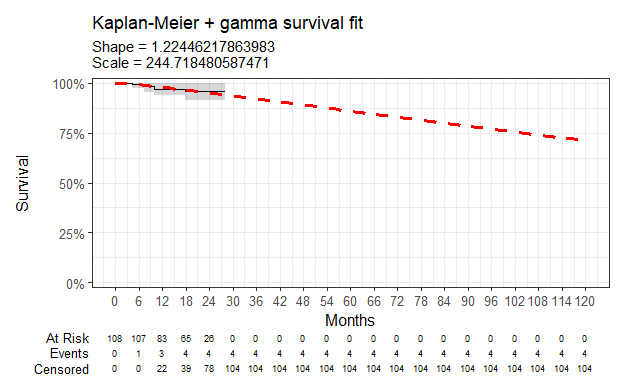 Kaplan-Meier + gamma survival fit
Shape = 1.22446217863983
Scale = 244.718480587471
100%
75%
50%
25%
0%
Survival
0 6 12 18 24 30 36 42 48 54 60 66 72 78 84 90 96 102 108 114 120
Months
At Risk 108 107 83 65 26 0 0 0 0 0 0 0 0 0 0 0 0 0 0 0 0
Events 0 1 3 4 4 4 4 4 4 4 4 4 4 4 4 4 4 4 4 4 4
Censored 0 0 22 39 78 104 104 104 104 104 104 104 104 104 104 104 104 104 104 104 104